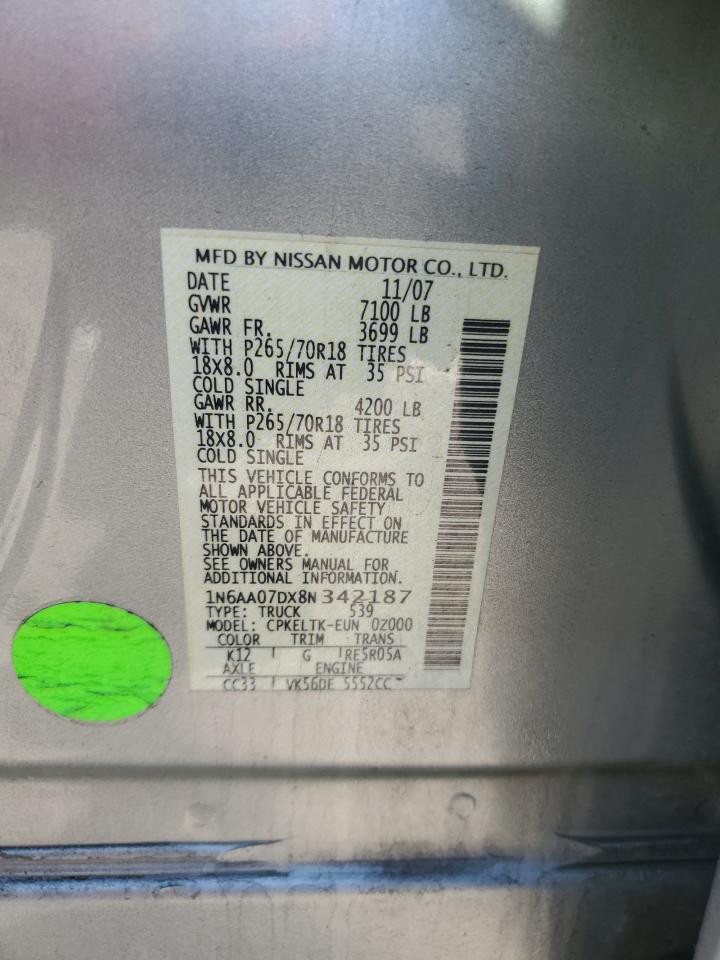 MFD BY NISSAN MOTOR CO., LTD.
DATE 11/07
GVWR 7100 LB
GAWR FR. 3699 LB
WITH P265/70R18 TIRES
18X8.0 RIMS AT 35 PSI
COLD SINGLE
GAWR RR. 4200 LB
WITH P265/70R18 TIRES
18X8.0 RIMS AT 35 PSI
COLD SINGLE
THIS VEHICLE CONFORMS TO
ALL APPLICABLE FEDERAL
MOTOR VEHICLE SAFETY
STANDARDS IN EFFECT ON
THE DATE OF MANUFACTURE
SHOWN ABOVE.
SEE OWNERS MANUAL FOR
ADDITIONAL INFORMATION.
1N6AA07DX8N342187
TYPE: TRUCK 539
MODEL: CPKELTK-EUN 0Z000
COLOR TRIM TRANS
K12 G RE5R05A
AXLE ENGINE
CC33 VK56DE 5552CC